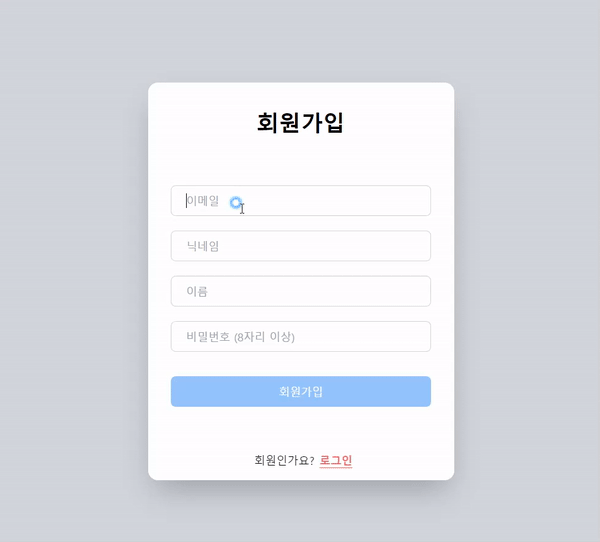 회원가입
이메일
닉네임
이름
비밀번호 (8자리 이상)
회원가입
회원인가요? 로그인